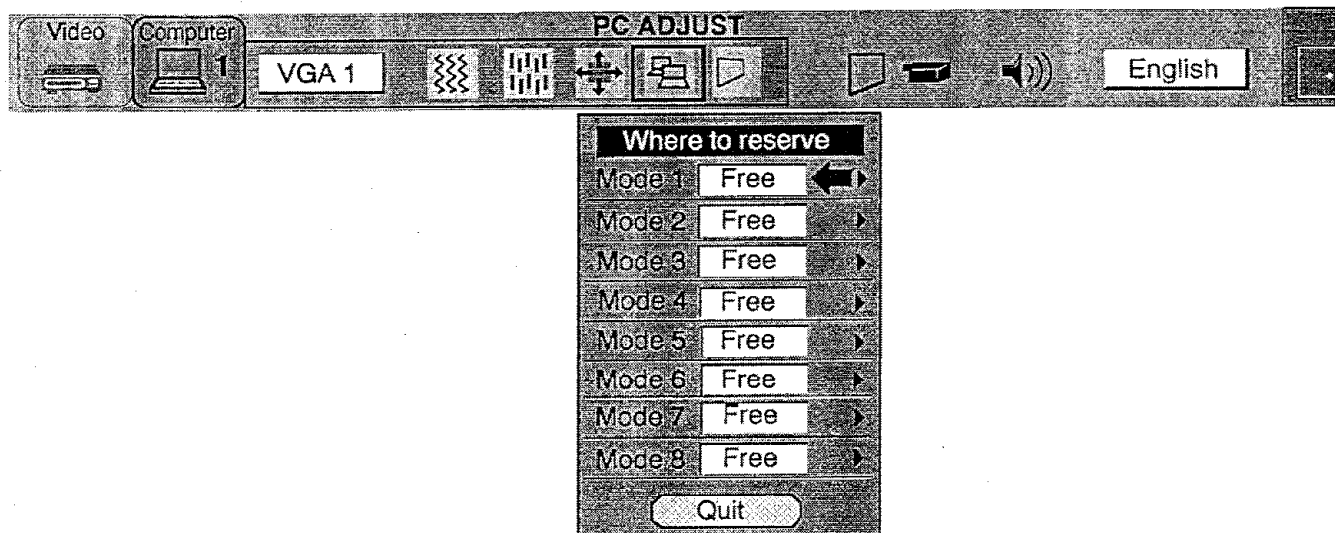 PC ADJUST
Video
Computer
1
VGA 1
English
Where to reserve
Mode 1 Free
Mode 2 Free
Mode 3 Free
Mode 4 Free
Mode 5 Free
Mode 6 Free
Mode 7 Free
Mode 8 Free
Quit